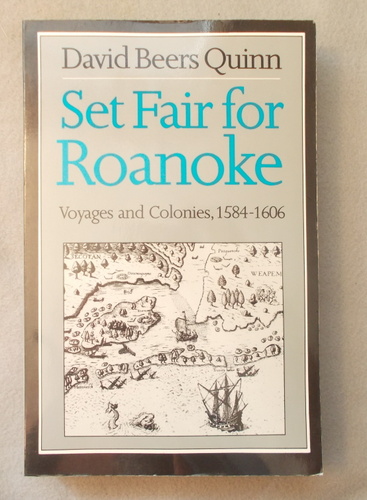 David Beers Quinn
Set Fair for
Roanoke
Voyages and Colonies, 1584-1606
WEAPEM